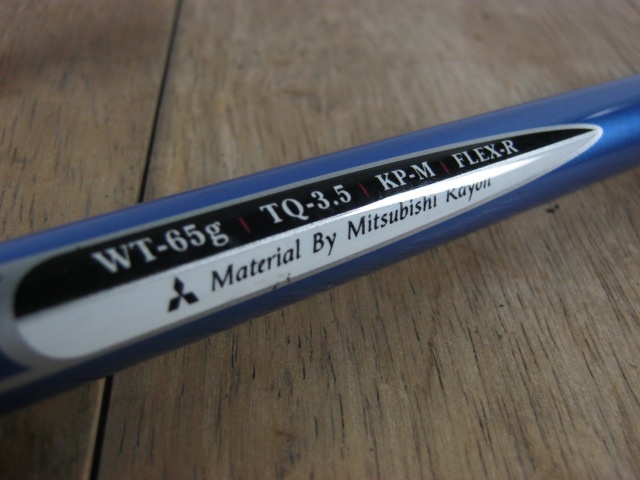 WT-65g | TQ-3.5 | KP-M | FLEX-R
Material By Mitsubishi Rayon